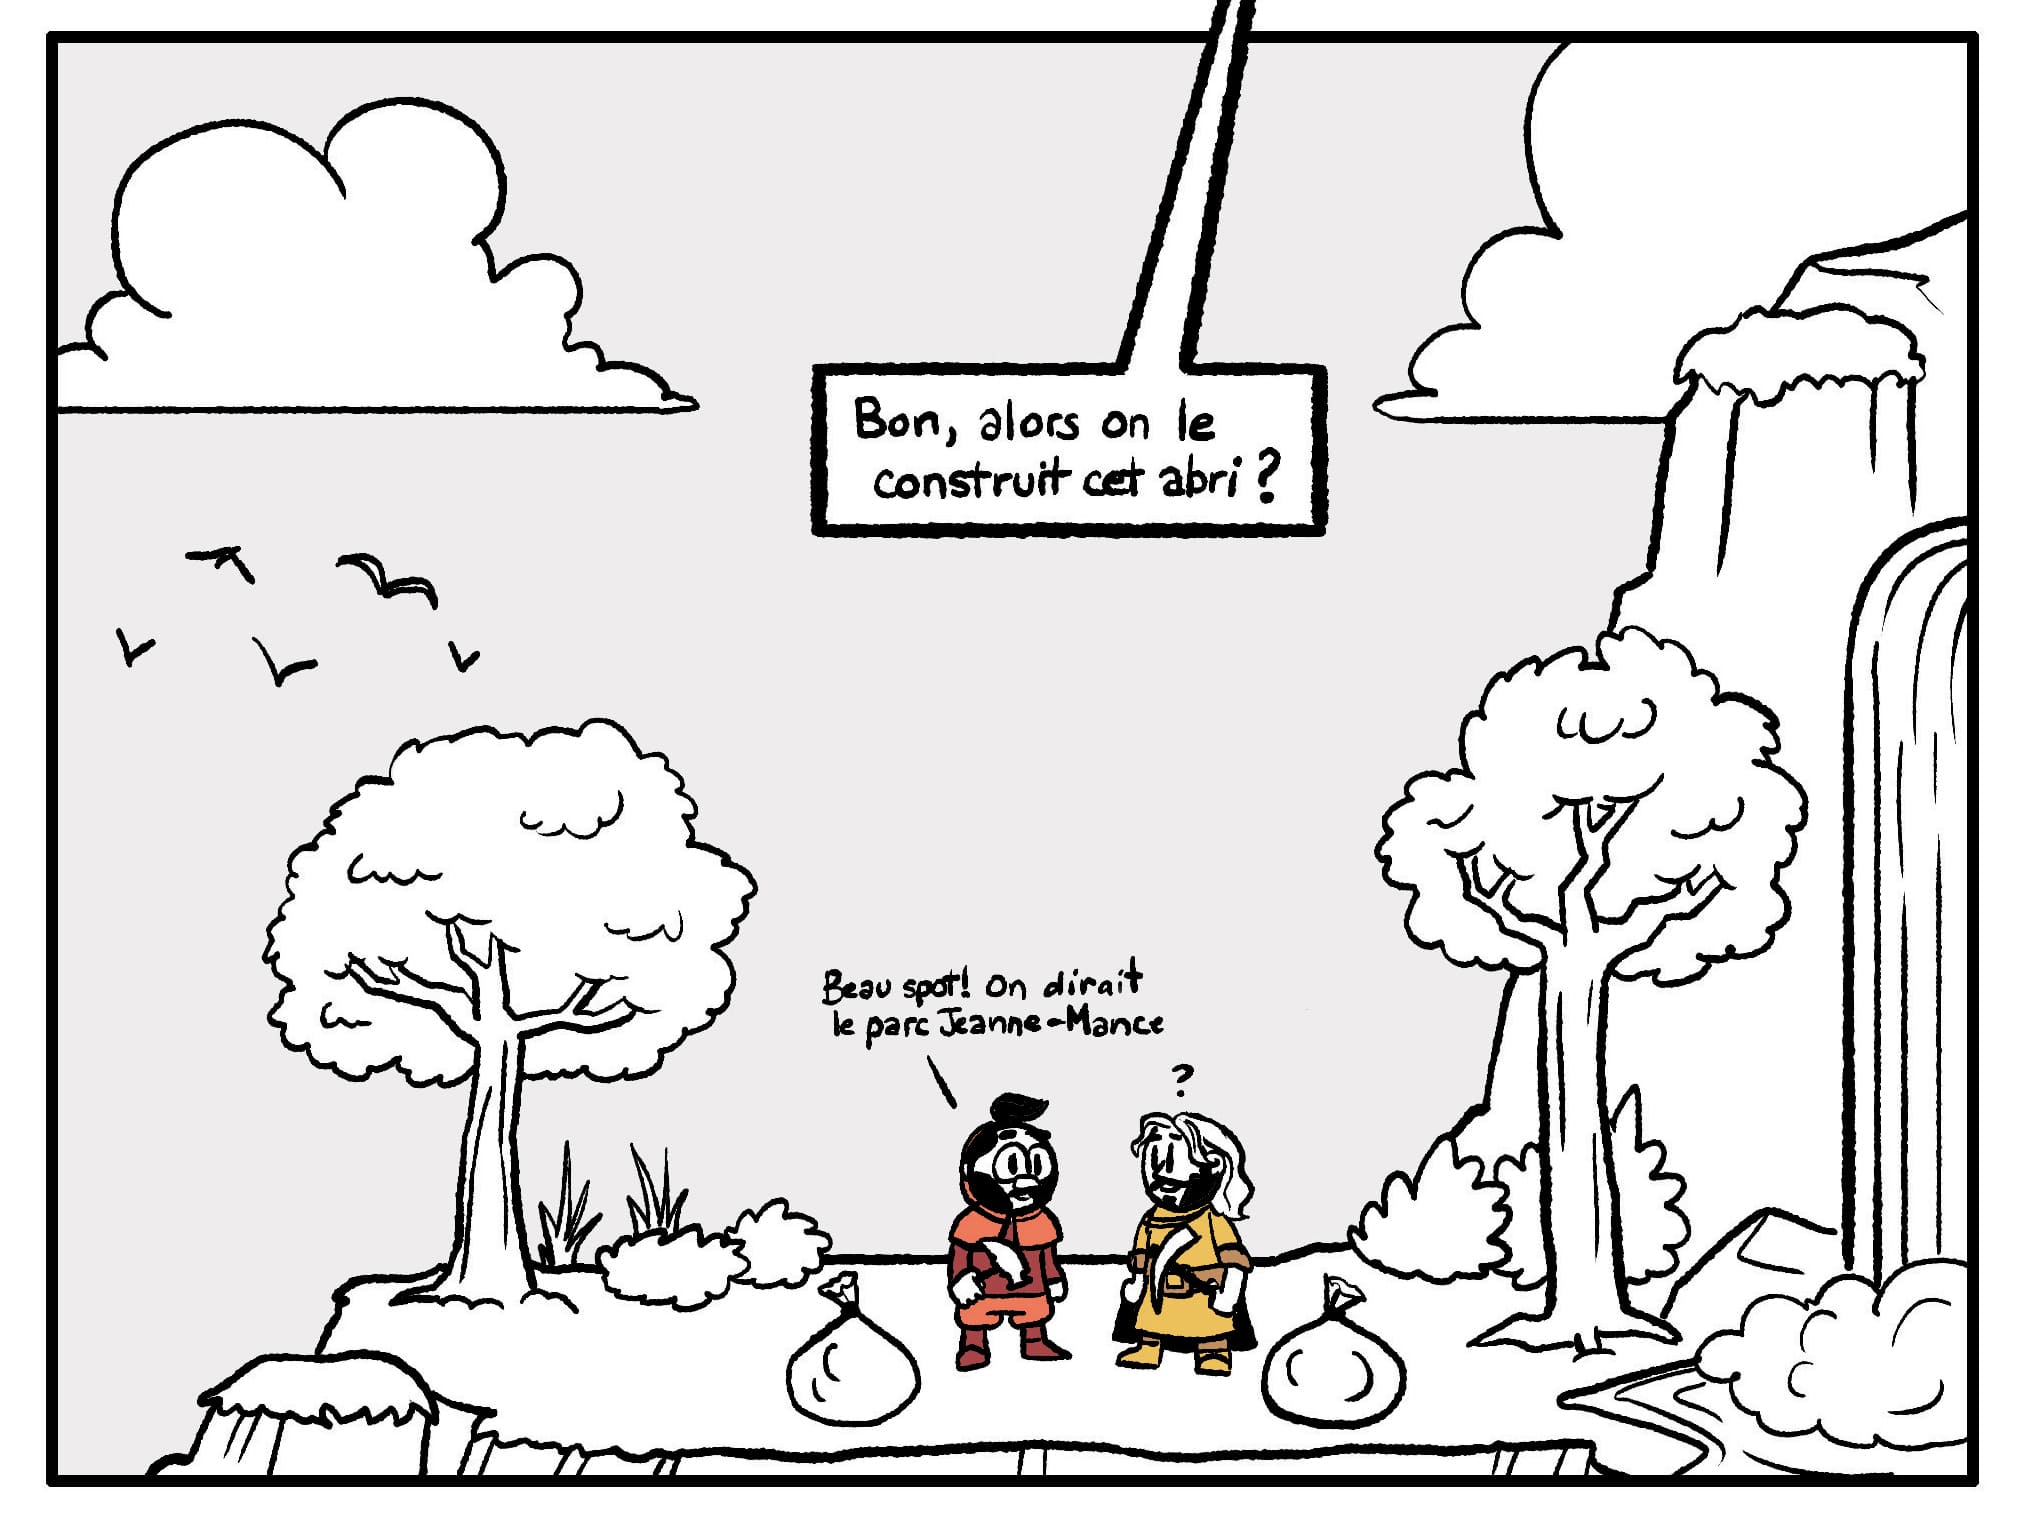 Bon, alors on le
construit cet abri ?
Beau spot! On dirait
le parc Jeanne-Mance
?